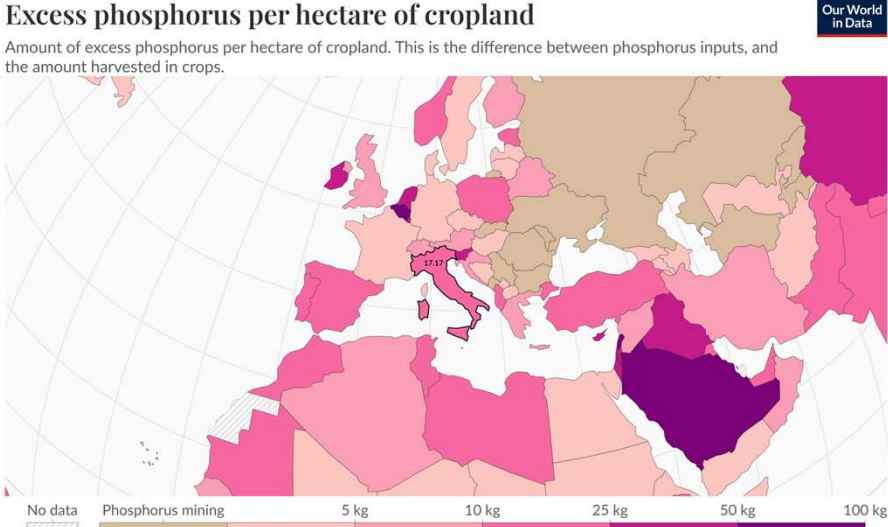 Excess phosphorus per hectare of cropland
Our World
in Data
Amount of excess phosphorus per hectare of cropland. This is the difference between phosphorus inputs, and
the amount harvested in crops.
17.17
No data
Phosphorus mining
5 kg
10 kg
25 kg
50 kg
100 kg